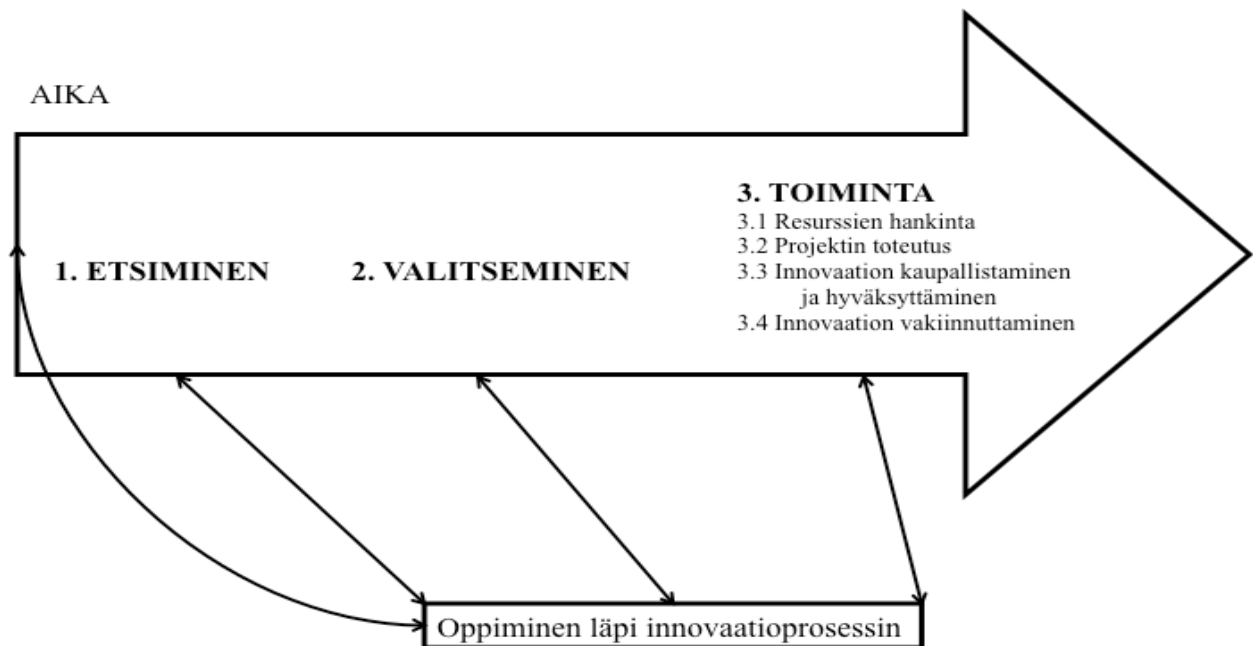 AIKA
1. ETSIMINEN
2. VALITSEMINEN
3. TOIMINTA
3.1 Resurssien hankinta
3.2 Projektin toteutus
3.3 Innovaation kaupallistaminen
ja hyväksyttäminen
3.4 Innovaation vakiinnuttaminen
Oppiminen läpi innovaatioprosessin